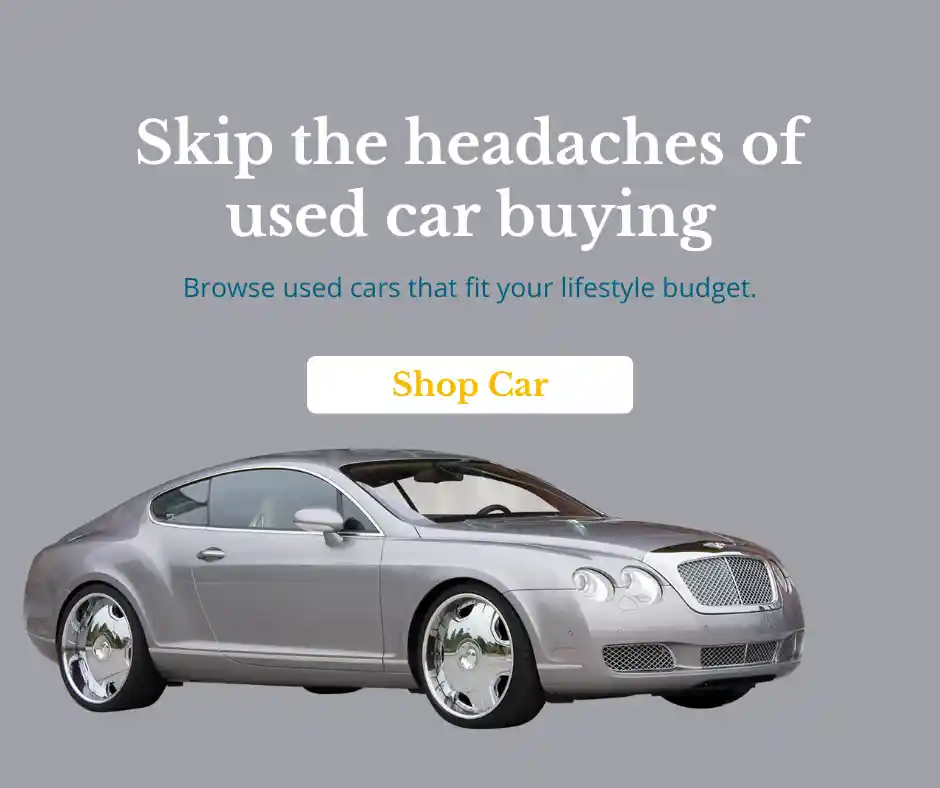 Skip the headaches of
used car buying
Browse used cars that fit your lifestyle budget.
Shop Car